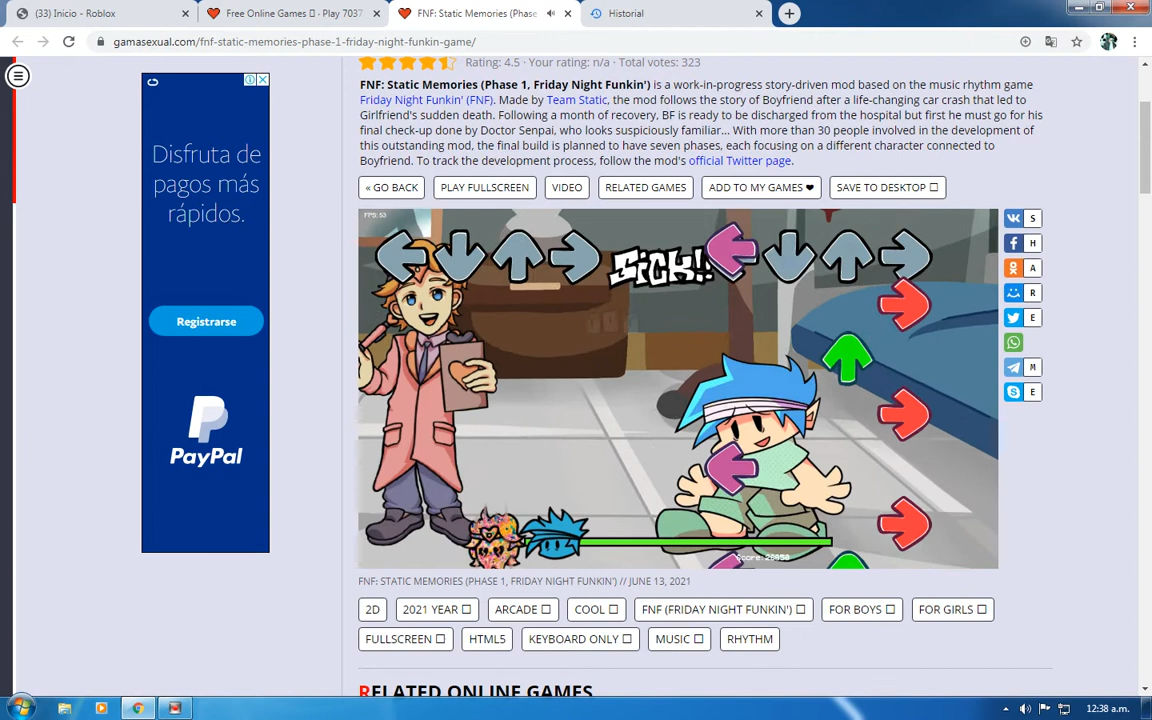 (33) Inicio - Roblox
Free Online Games □ · Play 7037
FNF: Static Memories (Phase
Historial
gamasexual.com/fnf-static-memories-phase-1-friday-night-funkin-game/
Rating: 4.5 · Your rating: n/a · Total votes: 323
FNF: Static Memories (Phase 1, Friday Night Funkin') is a work-in-progress story-driven mod based on the music rhythm game
Friday Night Funkin' (FNF). Made by Team Static, the mod follows the story of Boyfriend after a life-changing car crash that led to
Girlfriend's sudden death. Following a month of recovery, BF is ready to be discharged from the hospital but first he must go for his
final check-up done by Doctor Senpai, who looks suspiciously familiar... With more than 30 people involved in the development of
this outstanding mod, the final build is planned to have seven phases, each focusing on a different character connected to
Boyfriend. To track the development process, follow the mod's official Twitter page.
« GO BACK
PLAY FULLSCREEN
VIDEO
RELATED GAMES
ADD TO MY GAMES ❤
SAVE TO DESKTOP □
Disfruta de
pagos más
rápidos.
Registrarse
PayPal
FPS: 53
SICK!!
Score: 26650
S
H
A
R
E
M
E
FNF: STATIC MEMORIES (PHASE 1, FRIDAY NIGHT FUNKIN') // JUNE 13, 2021
2D
2021 YEAR □
ARCADE □
COOL □
FNF (FRIDAY NIGHT FUNKIN') □
FOR BOYS □
FOR GIRLS □
FULLSCREEN □
HTML5
KEYBOARD ONLY □
MUSIC □
RHYTHM
RELATED ONLINE GAMES
12:38 a.m.